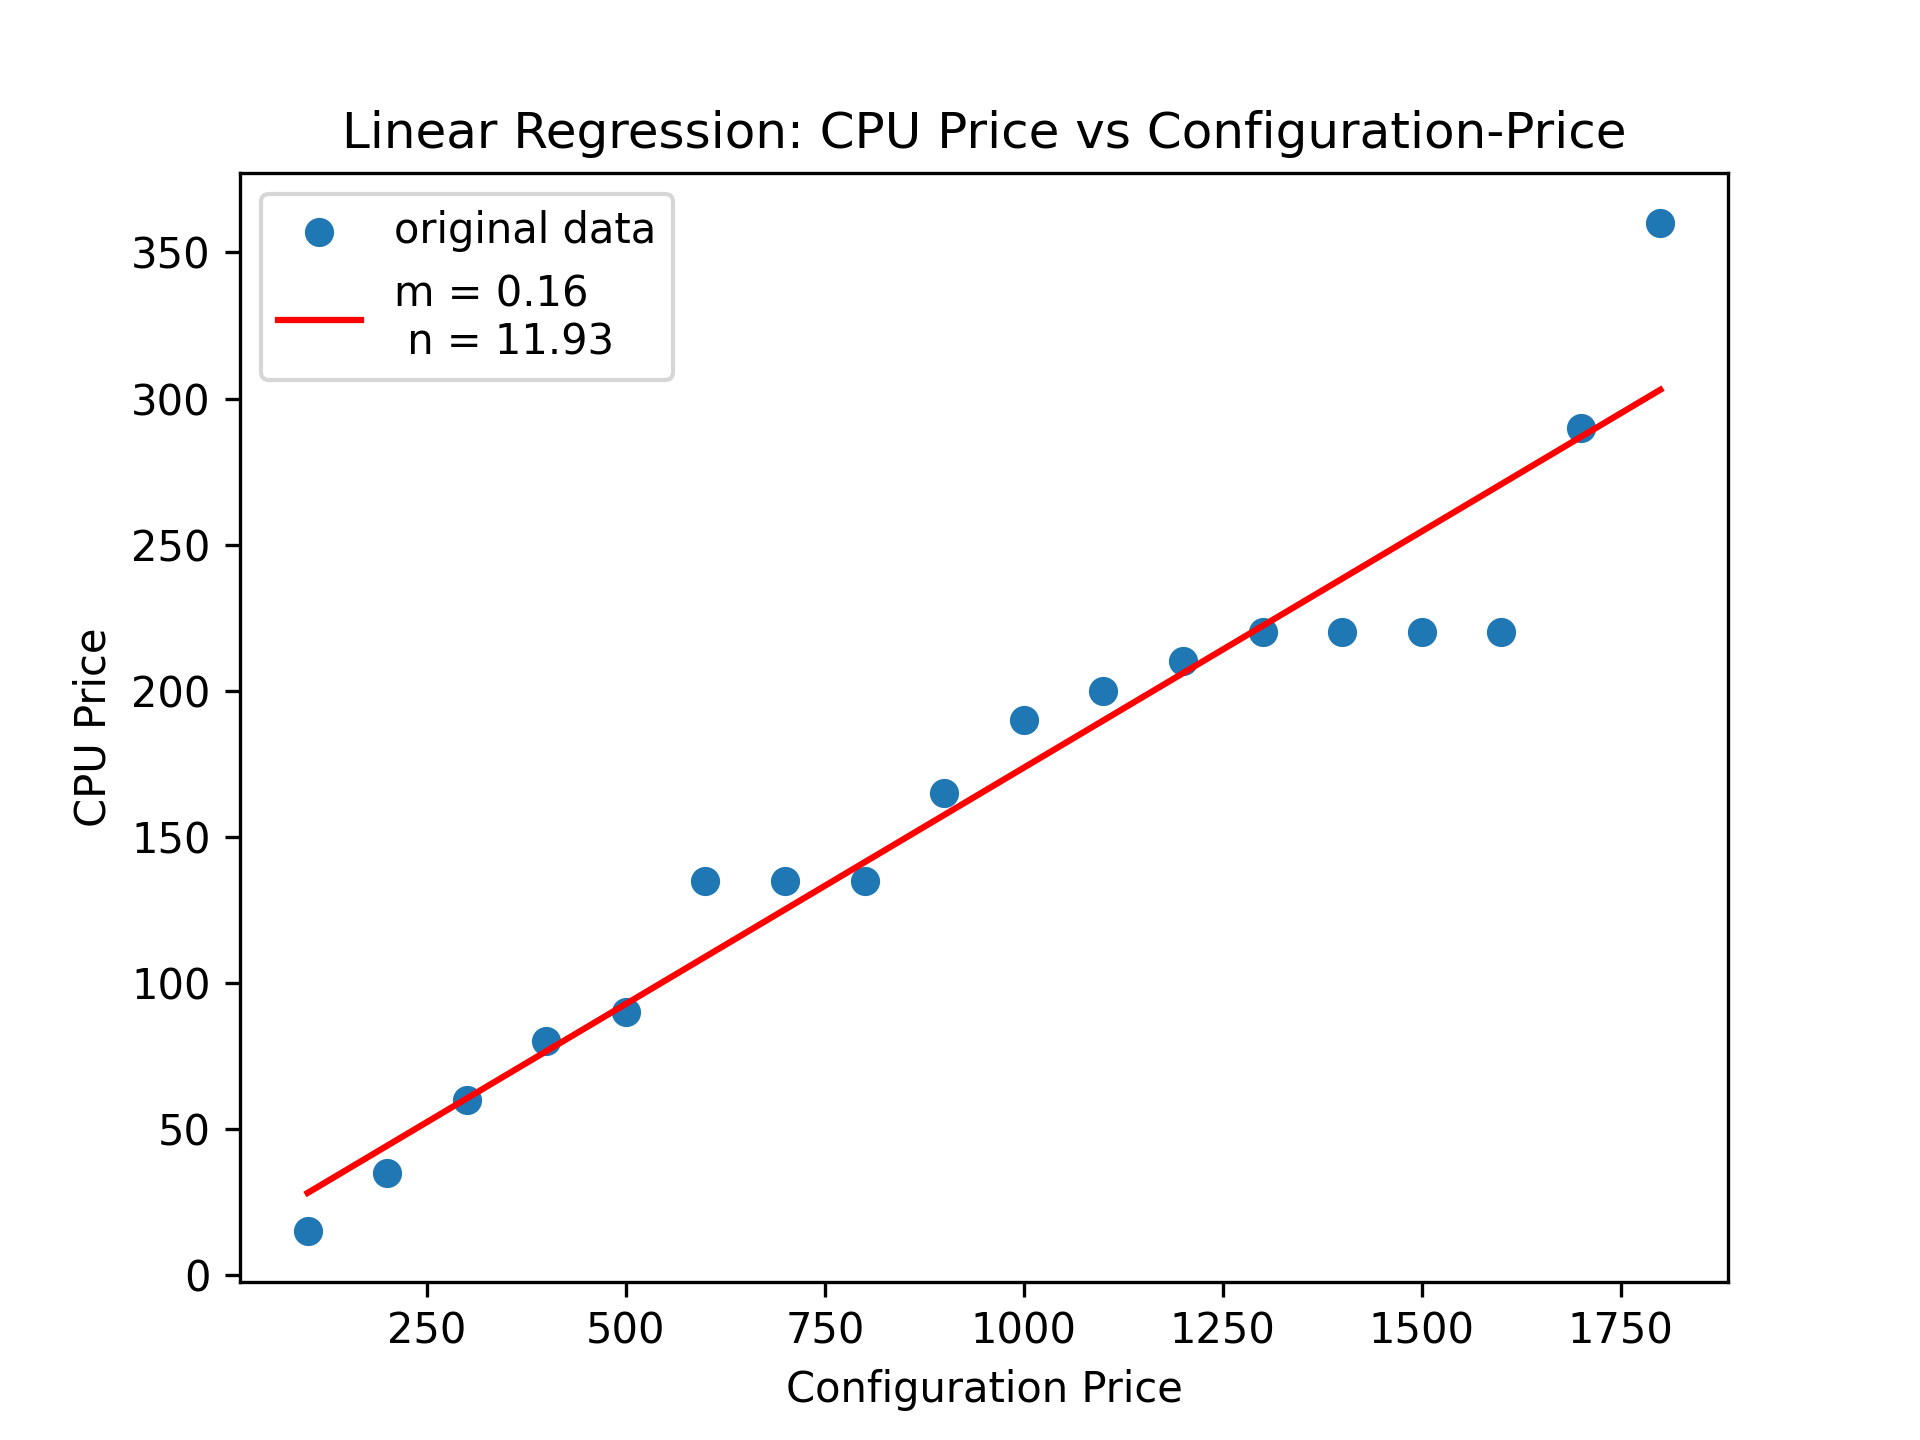 Linear Regression: CPU Price vs Configuration-Price
original data
m = 0.16
n = 11.93
350
300
250
200
150
100
50
0
CPU Price
250 500 750 1000 1250 1500 1750
Configuration Price